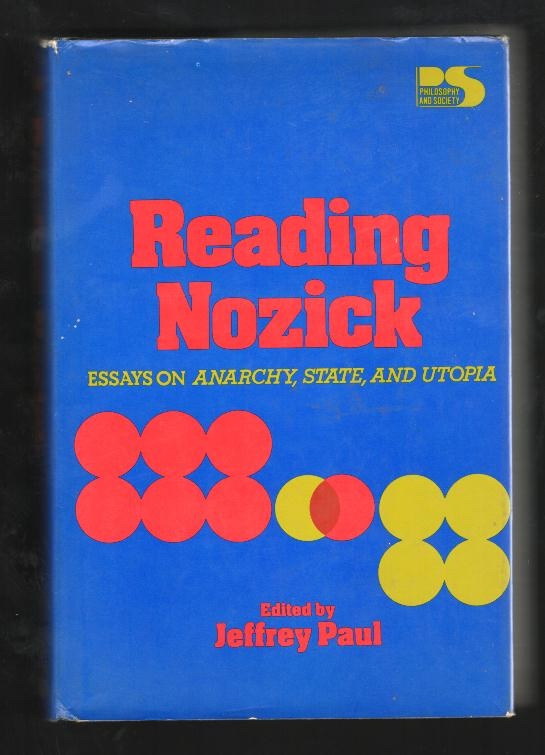 PS
PHILOSOPHY
AND SOCIETY
Reading
Nozick
ESSAYS ON ANARCHY, STATE, AND UTOPIA
Edited by
Jeffrey Paul